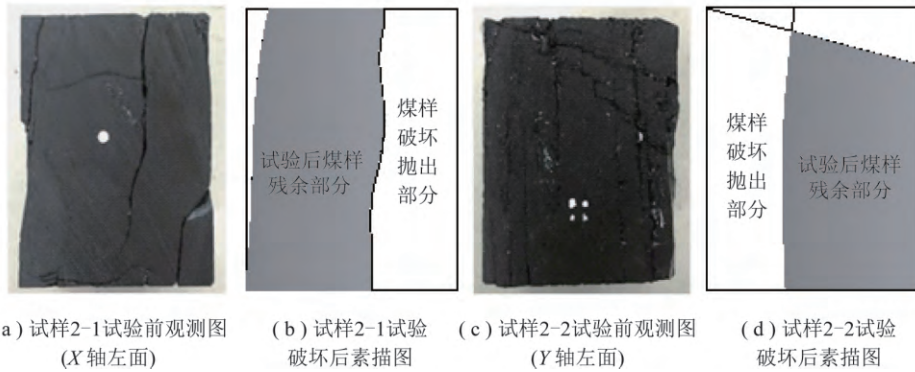 试验后煤样
残余部分
煤样
破坏
抛出
部分
煤样
破坏
抛出
部分
试验后煤样
残余部分
a ) 试样2-1试验前观测图
(X 轴左面)
( b ) 试样2-1试验
破坏后素描图
( c ) 试样2-2试验前观测图
(Y 轴左面)
( d ) 试样2-2试验
破坏后素描图